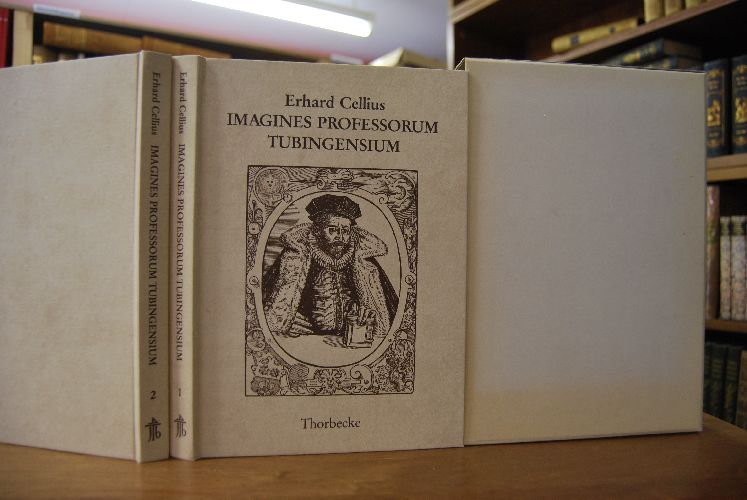 Erhard Cellius IMAGINES PROFESSORUM TUBINGENSIUM 2
Erhard Cellius IMAGINES PROFESSORUM TUBINGENSIUM 1
Erhard Cellius
IMAGINES PROFESSORUM
TUBINGENSIUM
Thorbecke